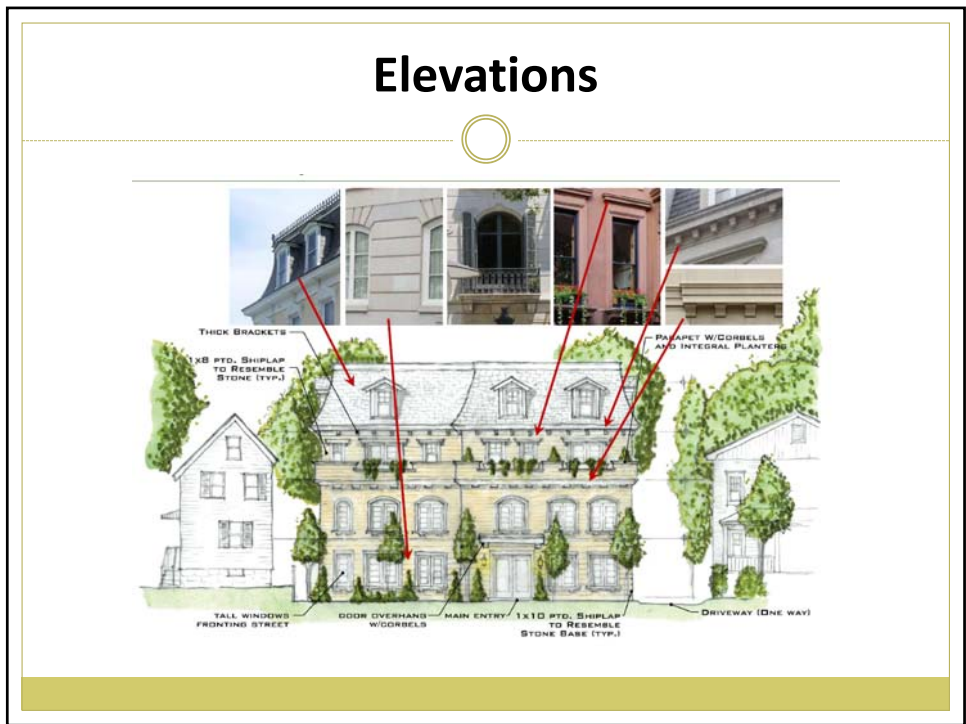 Elevations
THICK BRACKETS
1X8 PTD. SHIPLAP
TO RESEMBLE
STONE (TYP.)
PARAPET W/CORBELS
AND INTEGRAL PLANTERS
TALL WINDOWS
FRONTING STREET
DOOR OVERHANG
W/CORBELS
MAIN ENTRY
1X10 PTD. SHIPLAP
TO RESEMBLE
STONE BASE (TYP.)
DRIVEWAY (ONE WAY)